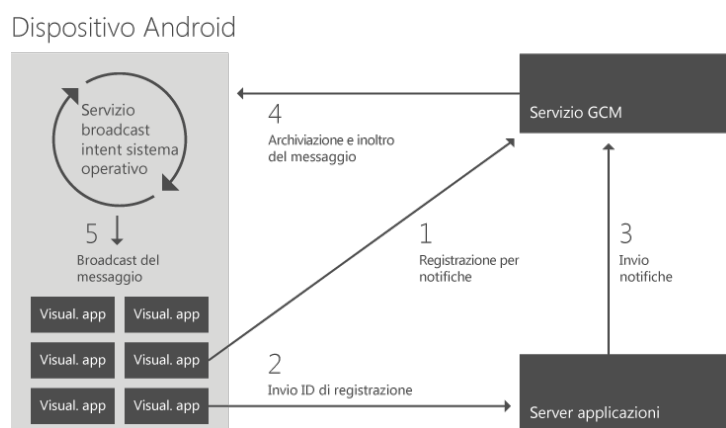 Dispositivo Android
Servizio
broadcast
intent sistema
operativo
5
Broadcast del
messaggio
Visual. app
Visual. app
Visual. app
Visual. app
Visual. app
Visual. app
4
Archiviazione e inoltro
del messaggio
1
Registrazione per
notifiche
2
Invio ID di registrazione
Servizio GCM
3
Invio
notifiche
Server applicazioni